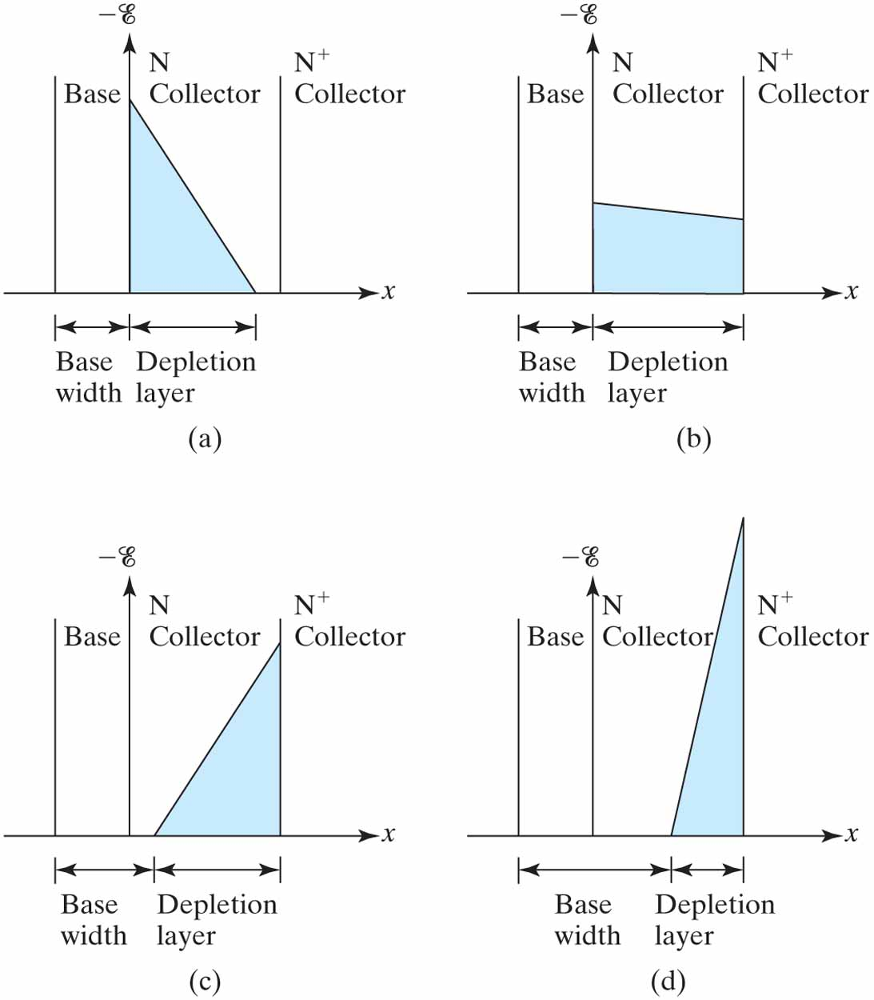 −ℰ
N
Collector
N⁺
Collector
Base
x
Base
width
Depletion
layer
(a)
−ℰ
N
Collector
N⁺
Collector
Base
x
Base
width
Depletion
layer
(b)
−ℰ
N
Collector
N⁺
Collector
Base
x
Base
width
Depletion
layer
(c)
−ℰ
N
Collector
N⁺
Collector
Base
x
Base
width
Depletion
layer
(d)